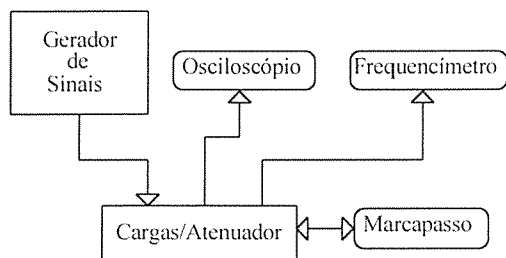 Gerador
de
Sinais
Osciloscópio
Frequencímetro
Cargas/Atenuador
Marcapasso